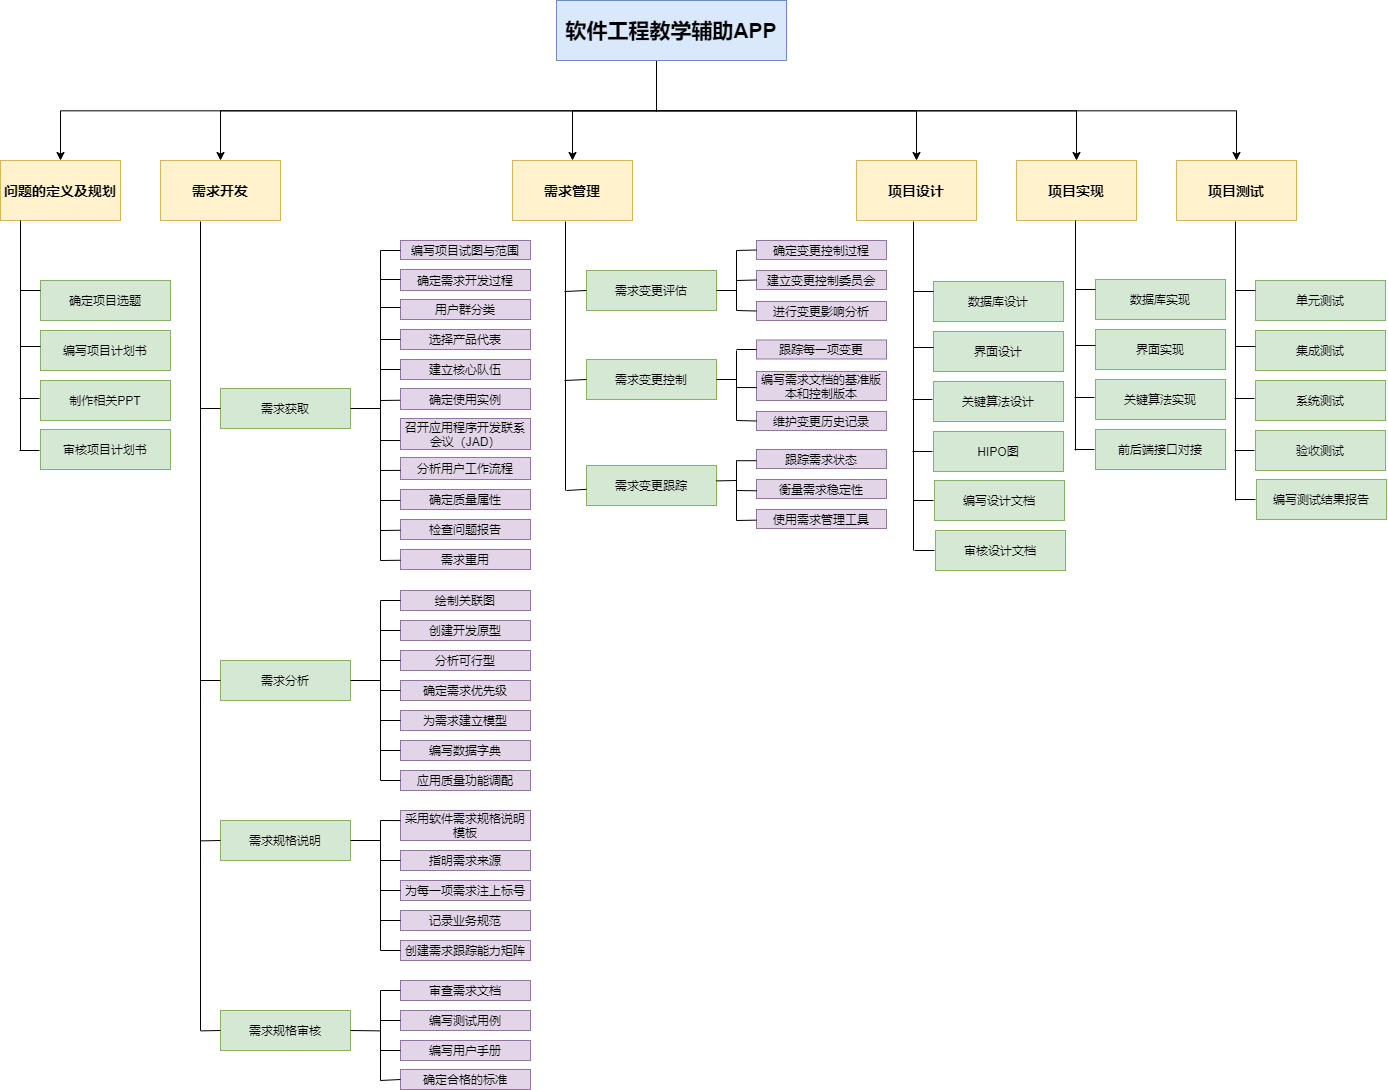 软件工程教学辅助APP
问题的定义及规划
需求开发
需求管理
项目设计
项目实现
项目测试
确定项目选题
编写项目计划书
制作相关PPT
审核项目计划书
需求获取
编写项目试图与范围
确定需求开发过程
用户群分类
选择产品代表
建立核心队伍
确定使用实例
召开应用程序开发联系
会议（JAD）
分析用户工作流程
确定质量属性
检查问题报告
需求重用
需求分析
绘制关联图
创建开发原型
分析可行型
确定需求优先级
为需求建立模型
编写数据字典
应用质量功能调配
需求规格说明
采用软件需求规格说明
模板
指明需求来源
为每一项需求注上标号
记录业务规范
创建需求跟踪能力矩阵
需求规格审核
审查需求文档
编写测试用例
编写用户手册
确定合格的标准
需求变更评估
确定变更控制过程
建立变更控制委员会
进行变更影响分析
需求变更控制
跟踪每一项变更
编写需求文档的基准版
本和控制版本
维护变更历史记录
需求变更跟踪
跟踪需求状态
衡量需求稳定性
使用需求管理工具
数据库设计
界面设计
关键算法设计
HIPO图
编写设计文档
审核设计文档
数据库实现
界面实现
关键算法实现
前后端接口对接
单元测试
集成测试
系统测试
验收测试
编写测试结果报告